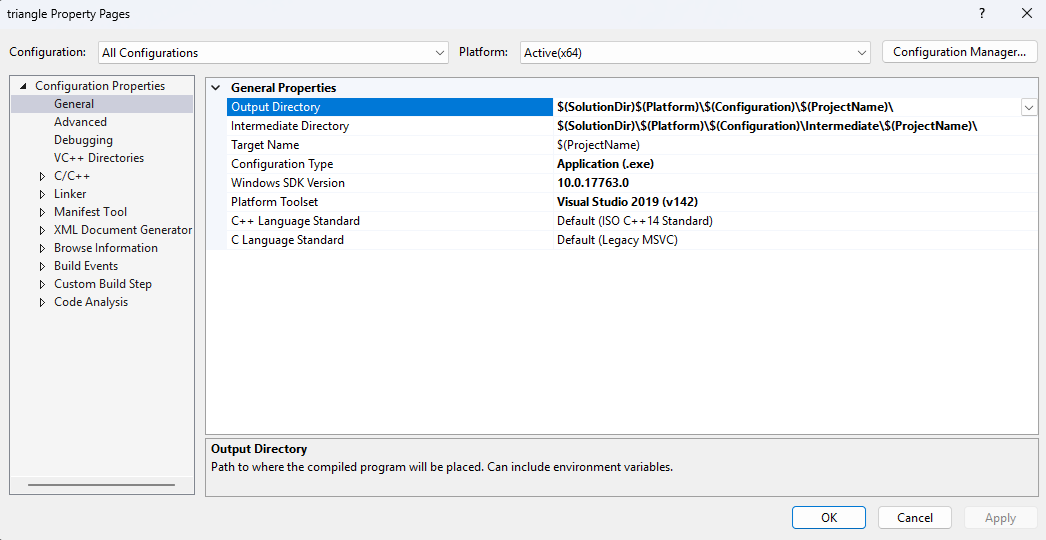 triangle Property Pages
?
Configuration: All Configurations Platform: Active(x64) Configuration Manager...
Configuration Properties
General
Advanced
Debugging
VC++ Directories
C/C++
Linker
Manifest Tool
XML Document Generator
Browse Information
Build Events
Custom Build Step
Code Analysis
General Properties
Output Directory $(SolutionDir)$(Platform)\$(Configuration)\$(ProjectName)\
Intermediate Directory $(SolutionDir)\$(Platform)\$(Configuration)\Intermediate\$(ProjectName)\
Target Name $(ProjectName)
Configuration Type Application (.exe)
Windows SDK Version 10.0.17763.0
Platform Toolset Visual Studio 2019 (v142)
C++ Language Standard Default (ISO C++14 Standard)
C Language Standard Default (Legacy MSVC)
Output Directory
Path to where the compiled program will be placed. Can include environment variables.
OK Cancel Apply